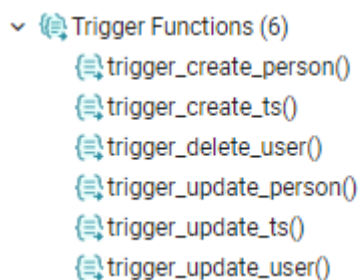 Trigger Functions (6)
trigger_create_person()
trigger_create_ts()
trigger_delete_user()
trigger_update_person()
trigger_update_ts()
trigger_update_user()